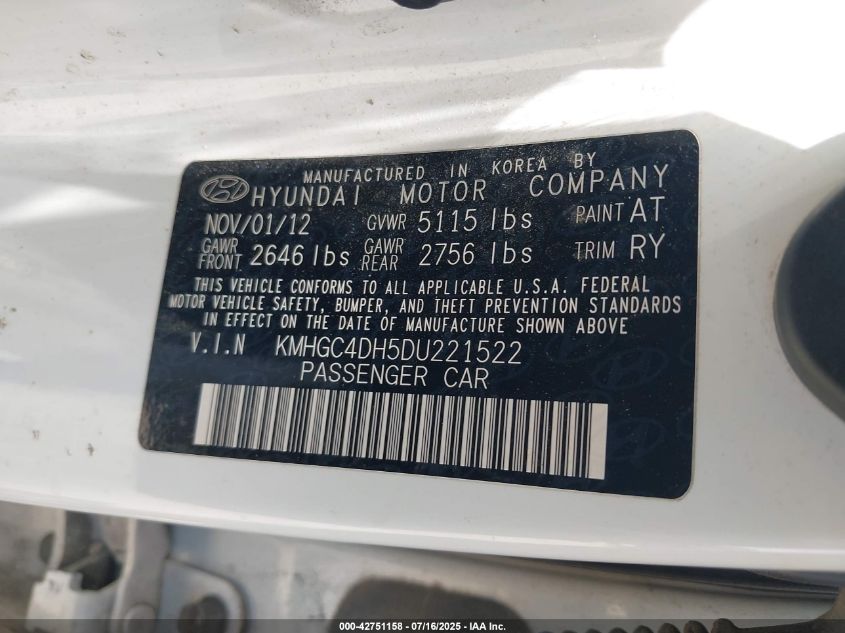 MANUFACTURED IN KOREA BY
HYUNDAI MOTOR COMPANY
NOV/01/12 GVWR 5115 lbs PAINT AT
GAWR FRONT 2646 lbs GAWR REAR 2756 lbs TRIM RY
THIS VEHICLE CONFORMS TO ALL APPLICABLE U.S.A. FEDERAL
MOTOR VEHICLE SAFETY, BUMPER, AND THEFT PREVENTION STANDARDS
IN EFFECT ON THE DATE OF MANUFACTURE SHOWN ABOVE
V.I.N KMHGC4DH5DU221522
PASSENGER CAR
000-42751158 - 07/16/2025 - IAA Inc.